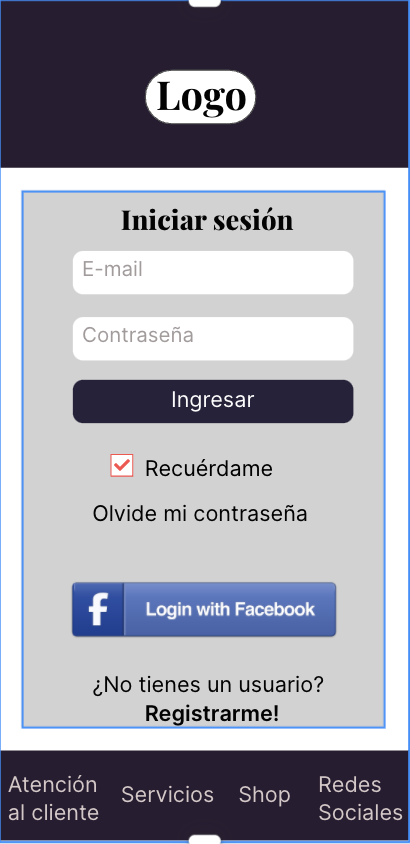 Logo
Iniciar sesión
E-mail
Contraseña
Ingresar
Recuérdame
Olvide mi contraseña
f Login with Facebook
¿No tienes un usuario?
Registrarme!
Atención
al cliente
Servicios
Shop
Redes
Sociales